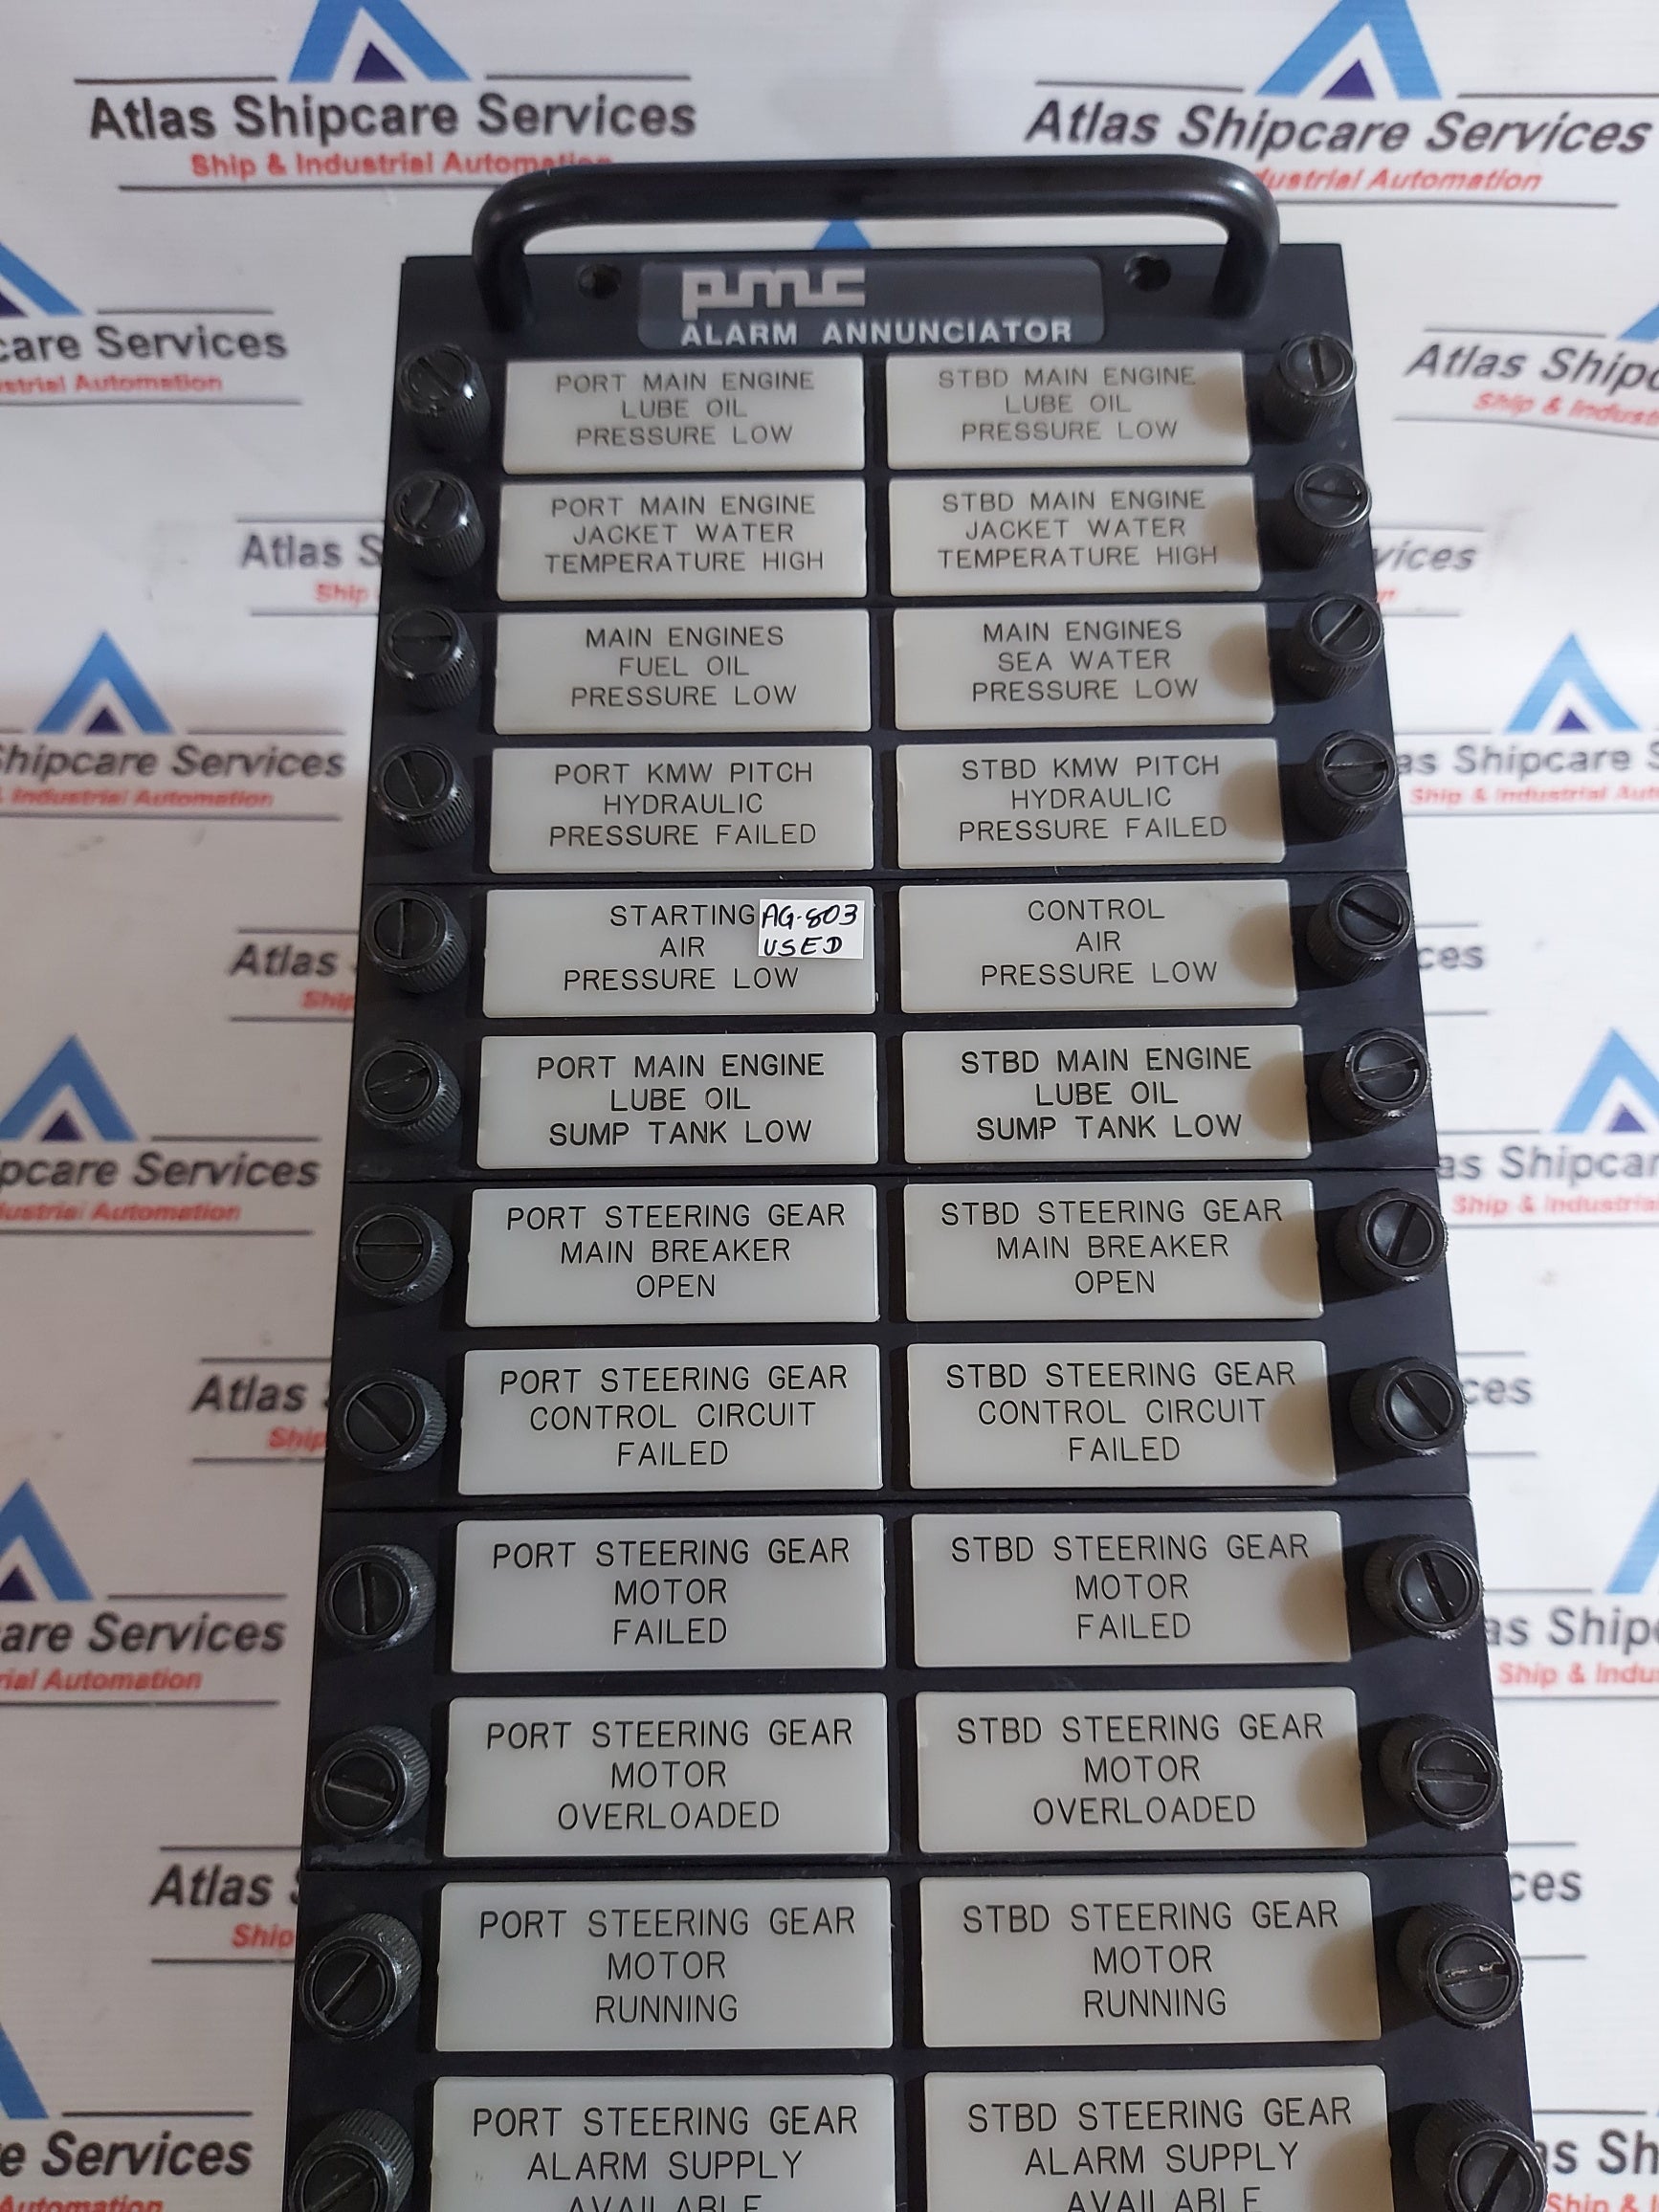 Atlas Shipcare Services
Ship & Industrial Automation
Atlas Shipcare Services
Industrial Automation
pmc
ALARM ANNUNCIATOR
PORT MAIN ENGINE
LUBE OIL
PRESSURE LOW
STBD MAIN ENGINE
LUBE OIL
PRESSURE LOW
PORT MAIN ENGINE
JACKET WATER
TEMPERATURE HIGH
STBD MAIN ENGINE
JACKET WATER
TEMPERATURE HIGH
MAIN ENGINES
FUEL OIL
PRESSURE LOW
MAIN ENGINES
SEA WATER
PRESSURE LOW
PORT KMW PITCH
HYDRAULIC
PRESSURE FAILED
STBD KMW PITCH
HYDRAULIC
PRESSURE FAILED
STARTING
AIR
PRESSURE LOW
AG-803
USED
CONTROL
AIR
PRESSURE LOW
PORT MAIN ENGINE
LUBE OIL
SUMP TANK LOW
STBD MAIN ENGINE
LUBE OIL
SUMP TANK LOW
PORT STEERING GEAR
MAIN BREAKER
OPEN
STBD STEERING GEAR
MAIN BREAKER
OPEN
PORT STEERING GEAR
CONTROL CIRCUIT
FAILED
STBD STEERING GEAR
CONTROL CIRCUIT
FAILED
PORT STEERING GEAR
MOTOR
FAILED
STBD STEERING GEAR
MOTOR
FAILED
PORT STEERING GEAR
MOTOR
OVERLOADED
STBD STEERING GEAR
MOTOR
OVERLOADED
PORT STEERING GEAR
MOTOR
RUNNING
STBD STEERING GEAR
MOTOR
RUNNING
PORT STEERING GEAR
ALARM SUPPLY
AVAILABLE
STBD STEERING GEAR
ALARM SUPPLY
AVAILABLE